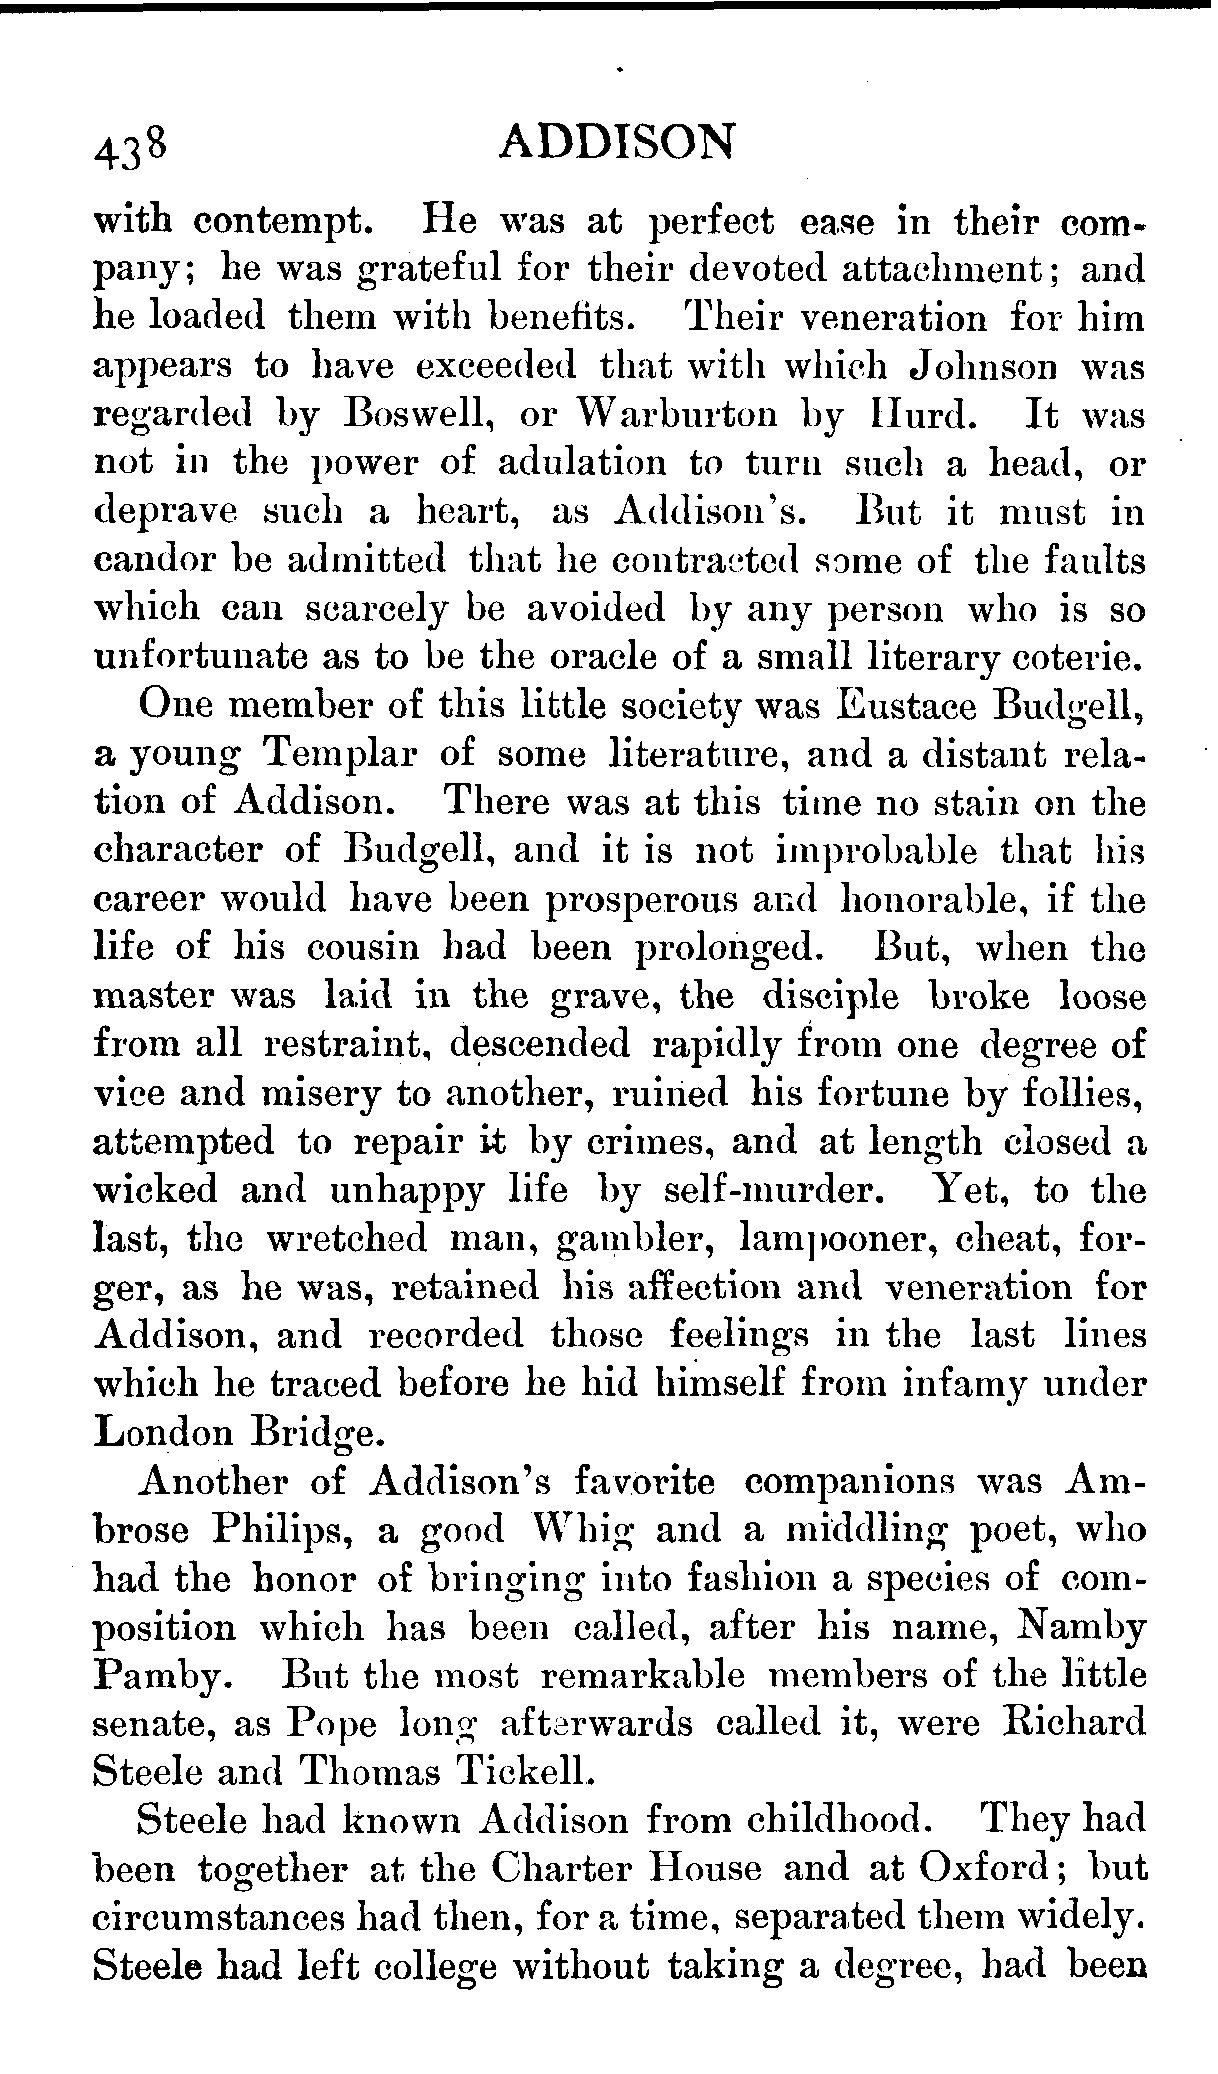 438 ADDISON
with contempt. He was at perfect ease in their com-
pany; he was grateful for their devoted attachment; and
he loaded them with benefits. Their veneration for him
appears to have exceeded that with which Johnson was
regarded by Boswell, or Warburton by Hurd. It was
not in the power of adulation to turn such a head, or
deprave such a heart, as Addison's. But it must in
candor be admitted that he contracted some of the faults
which can scarcely be avoided by any person who is so
unfortunate as to be the oracle of a small literary coterie.
One member of this little society was Eustace Budgell,
a young Templar of some literature, and a distant rela-
tion of Addison. There was at this time no stain on the
character of Budgell, and it is not improbable that his
career would have been prosperous and honorable, if the
life of his cousin had been prolonged. But, when the
master was laid in the grave, the disciple broke loose
from all restraint, descended rapidly from one degree of
vice and misery to another, ruined his fortune by follies,
attempted to repair it by crimes, and at length closed a
wicked and unhappy life by self-murder. Yet, to the
last, the wretched man, gambler, lampooner, cheat, for-
ger, as he was, retained his affection and veneration for
Addison, and recorded those feelings in the last lines
which he traced before he hid himself from infamy under
London Bridge.
Another of Addison's favorite companions was Am-
brose Philips, a good Whig and a middling poet, who
had the honor of bringing into fashion a species of com-
position which has been called, after his name, Namby
Pamby. But the most remarkable members of the little
senate, as Pope long afterwards called it, were Richard
Steele and Thomas Tickell.
Steele had known Addison from childhood. They had
been together at the Charter House and at Oxford; but
circumstances had then, for a time, separated them widely.
Steele had left college without taking a degree, had been